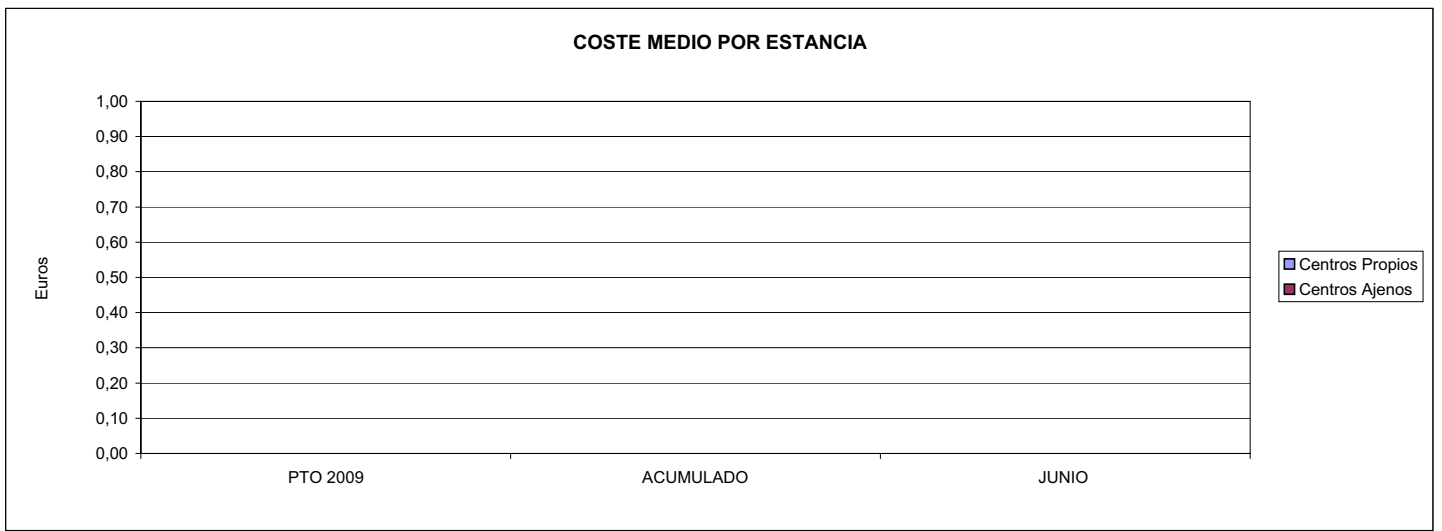 COSTE MEDIO POR ESTANCIA
1,00
0,90
0,80
0,70
0,60
0,50
0,40
0,30
0,20
0,10
0,00
Euros
PTO 2009
ACUMULADO
JUNIO
Centros Propios
Centros Ajenos